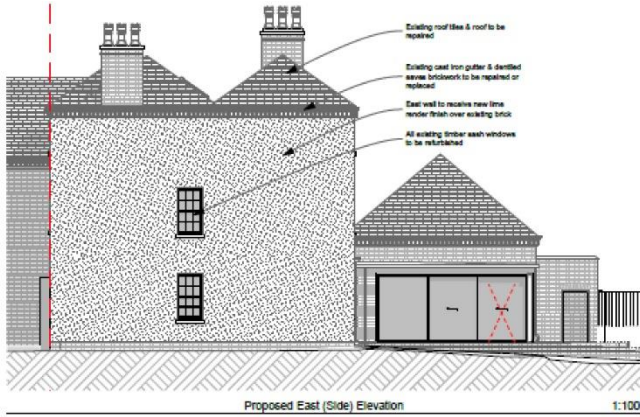 Existing roof tiles & roof to be
repaired
Existing cast iron gutter & dentiled
eaves brickwork to be repaired or
replaced
East wall to receive new lime
render finish over existing brick
All existing timber sash windows
to be refurbished
Proposed East (Side) Elevation
1:100